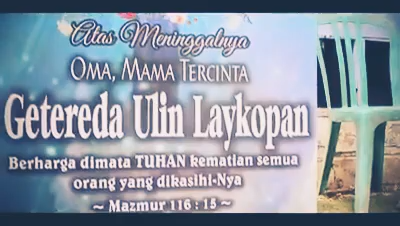 Atas Meninggalnya
OMA, MAMA TERCINTA
Getereda Ulin Laykopan
Berharga dimata TUHAN kematian semua
orang yang dikasihi-Nya
~ Mazmur 116 : 15 ~